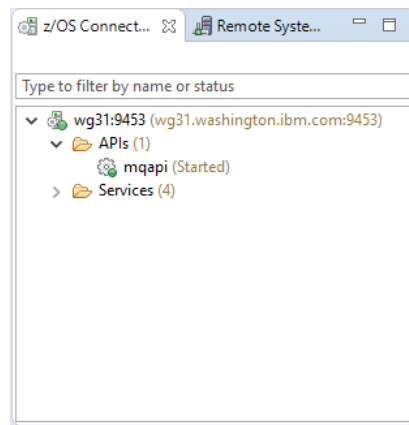 z/OS Connect... Remote Syste...
Type to filter by name or status
wg31:9453 (wg31.washington.ibm.com:9453)
APIs (1)
mqapi (Started)
Services (4)